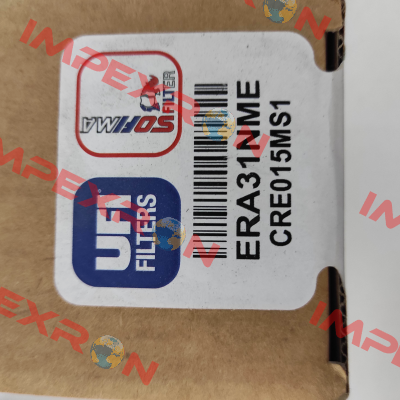 SOFIMA
FILTER
UFI
FILTERS
ERA31NME
CRE015MS1
IMPEXRON
IMPEXRON
IMPEXRON
IMPEXRON